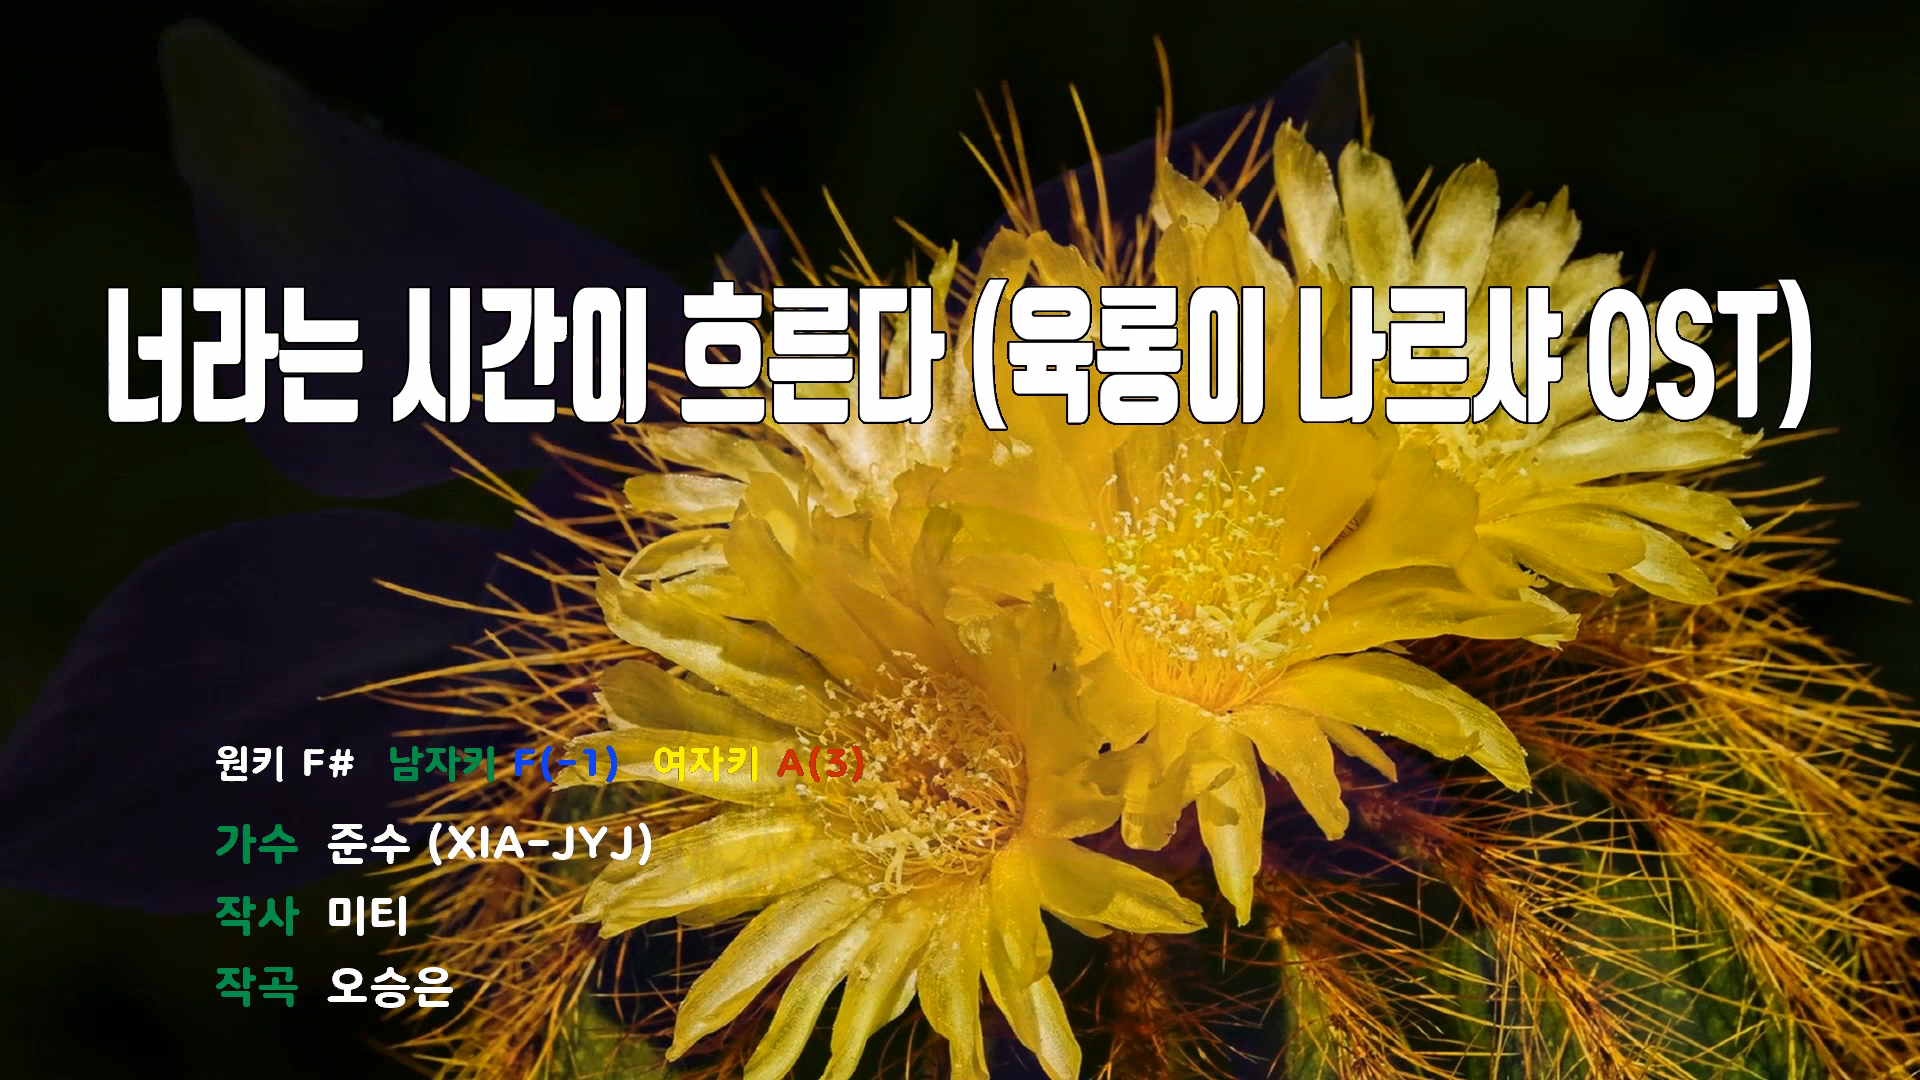 너라는 시간이 흐른다 (육룡이 나르샤 OST)
원키 F# 남자키 F(-1) 여자키 A(3)
가수 준수 (XIA-JYJ)
작사 미티
작곡 오승은